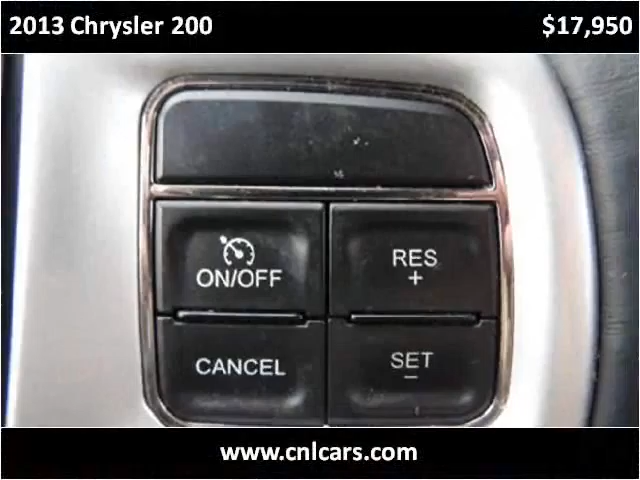 2013 Chrysler 200 $17,950
ON/OFF RES
+
CANCEL SET
–
www.cnlcars.com